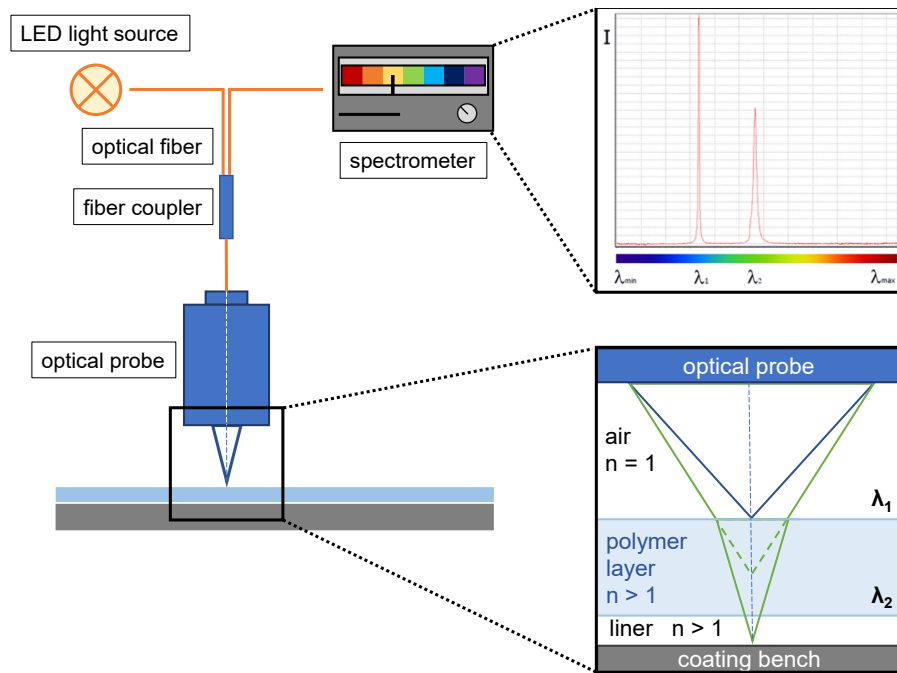 LED light source
optical fiber
fiber coupler
spectrometer
optical probe
I
λmin λ1 λ2 λmax
optical probe
air
n = 1
λ1
polymer
layer
n > 1
λ2
liner n > 1
coating bench